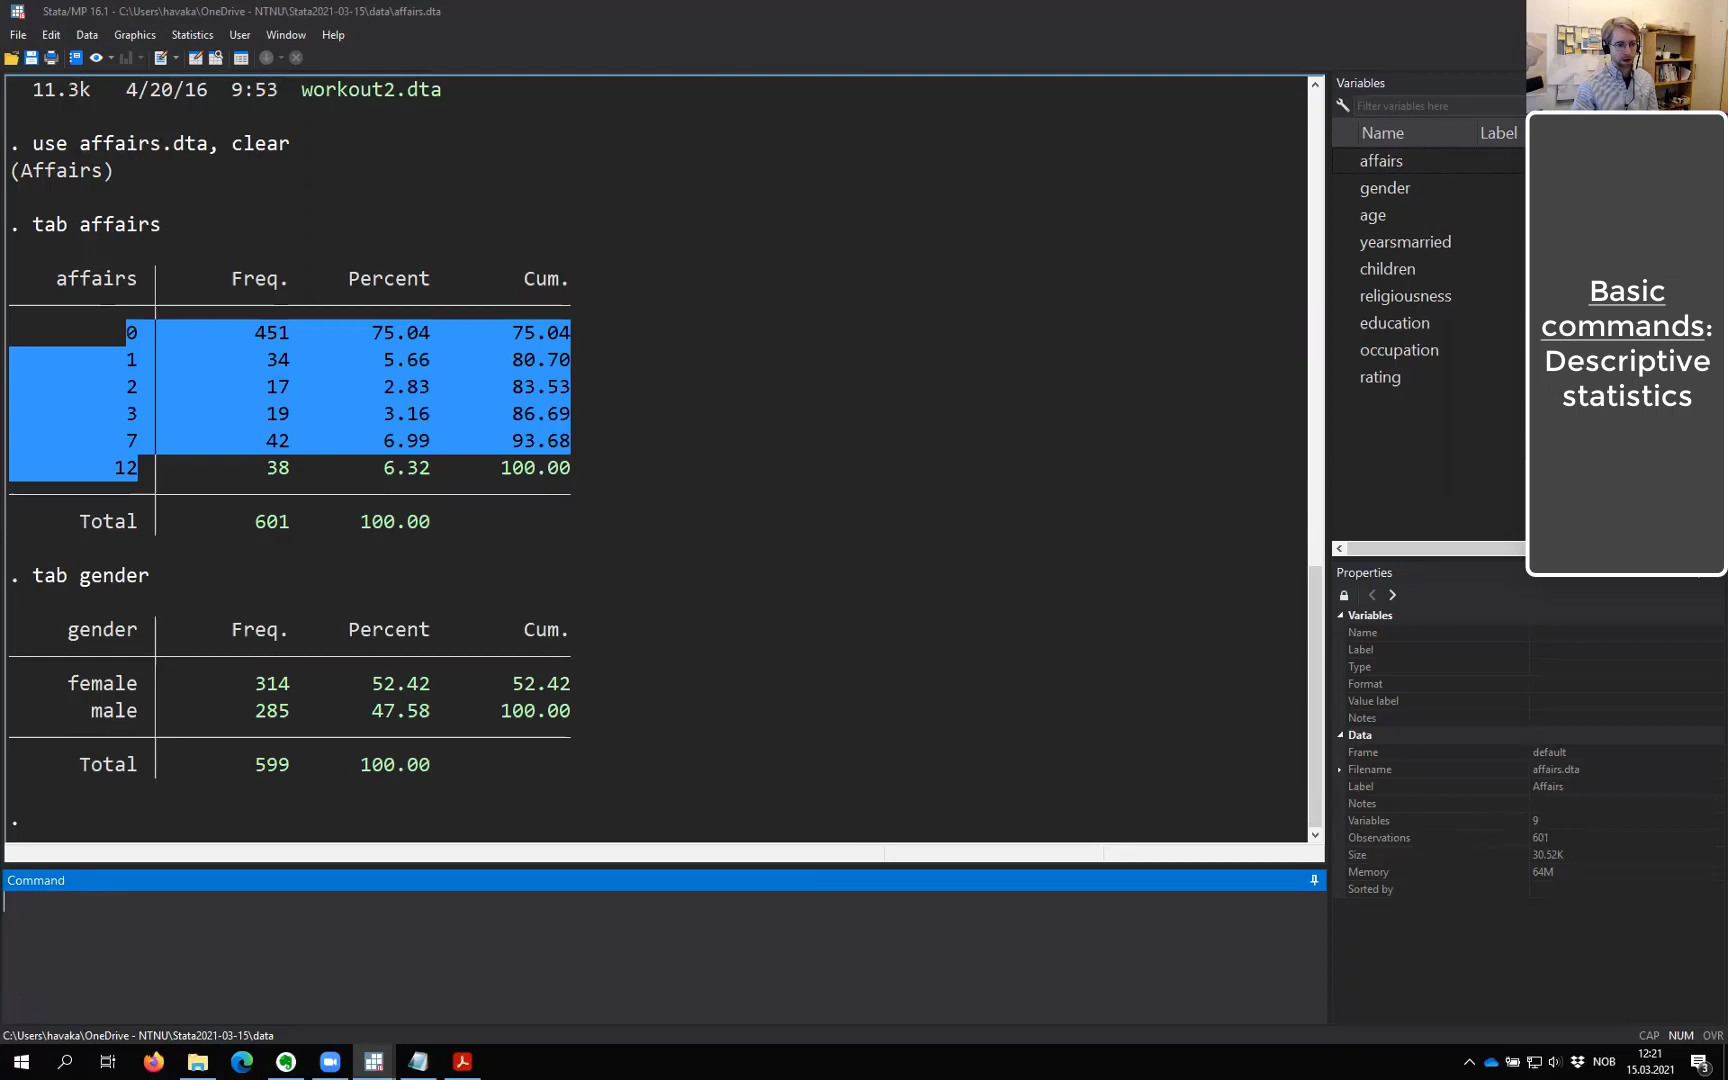 Stata/MP 16.1 - C:\Users\havaka\OneDrive - NTNU\Stata2021-03-15\data\affairs.dta
File Edit Data Graphics Statistics User Window Help
11.3k 4/20/16 9:53 workout2.dta
. use affairs.dta, clear
(Affairs)
. tab affairs
affairs Freq. Percent Cum.
0 451 75.04 75.04
1 34 5.66 80.70
2 17 2.83 83.53
3 19 3.16 86.69
7 42 6.99 93.68
12 38 6.32 100.00
Total 601 100.00
. tab gender
gender Freq. Percent Cum.
female 314 52.42 52.42
male 285 47.58 100.00
Total 599 100.00
.
Command
C:\Users\havaka\OneDrive - NTNU\Stata2021-03-15\data
Variables
Filter variables here
Name Label
affairs
gender
age
yearsmarried
children
religiousness
education
occupation
rating
Basic
commands:
Descriptive
statistics
Properties
Variables
Name
Label
Type
Format
Value label
Notes
Data
Frame default
Filename affairs.dta
Label Affairs
Notes
Variables 9
Observations 601
Size 30.52K
Memory 64M
Sorted by
CAP NUM OVR
NOB
12:21
15.03.2021
3